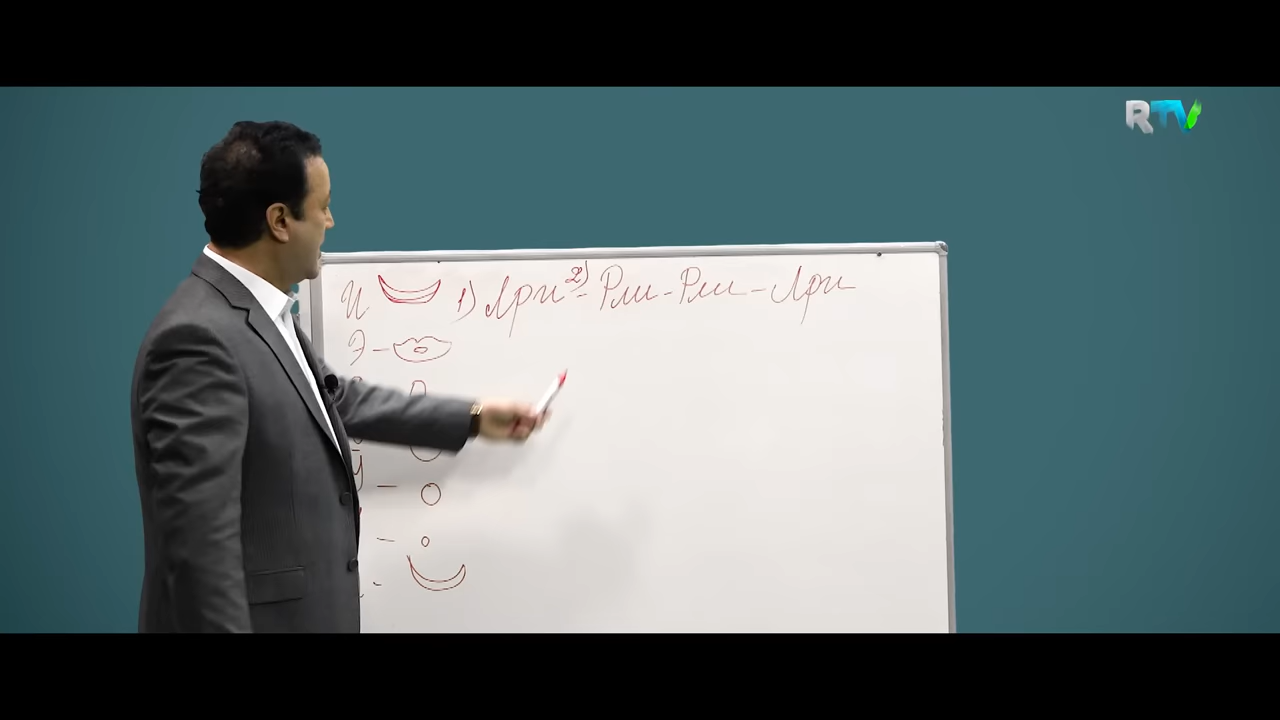 RTV
И 1) Лри 2) - Рли - Рли - Лри
Э -
У -